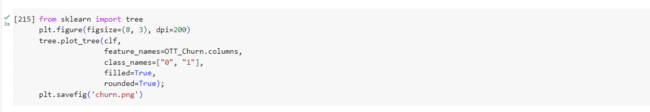 [215] from sklearn import tree
plt.figure(figsize=(8, 3), dpi=200)
tree.plot_tree(clf,
feature_names=OTT_Churn.columns,
class_names=["0", "1"],
filled=True,
rounded=True);
plt.savefig('churn.png')